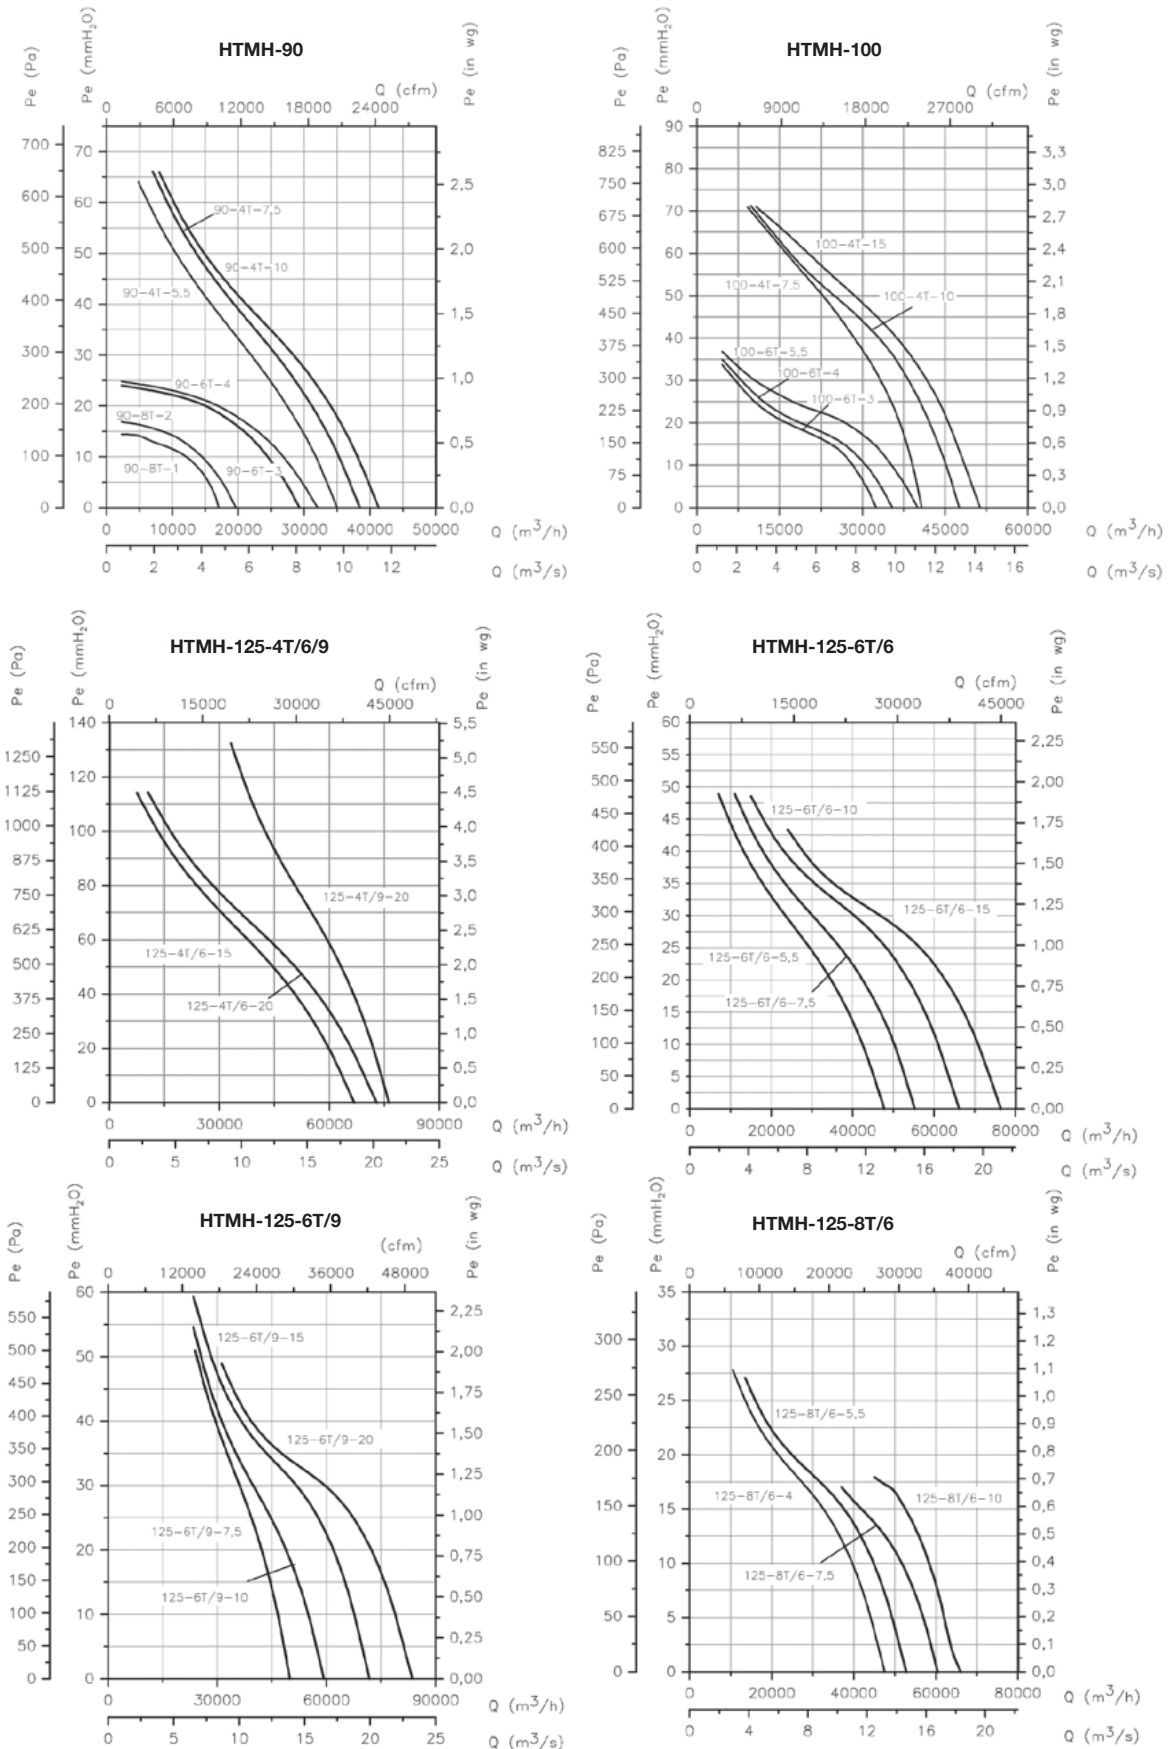 HTMH-90
Pe (Pa)
Pe (mmH2O)
Pe (in wg)
Q (cfm)
0 6000 12000 18000 24000
700 600 500 400 300 200 100 0
70 60 50 40 30 20 10 0
2,5 2,0 1,5 1,0 0,5 0,0
90-4T-7,5
90-4T-10
90-4T-5,5
90-6T-4
90-8T-2
90-8T-1
90-6T-3
0 10000 20000 30000 40000 50000 Q (m³/h)
0 2 4 6 8 10 12 Q (m³/s)
HTMH-100
Pe (Pa)
Pe (mmH2O)
Pe (in wg)
Q (cfm)
0 9000 18000 27000
825 750 675 600 525 450 375 300 225 150 75 0
90 80 70 60 50 40 30 20 10 0
3,3 3,0 2,7 2,4 2,1 1,8 1,5 1,2 0,9 0,6 0,3 0,0
100-4T-15
100-4T-7,5
100-4T-10
100-6T-5,5
100-6T-4
100-6T-3
0 15000 30000 45000 60000 Q (m³/h)
0 2 4 6 8 10 12 14 16 Q (m³/s)
HTMH-125-4T/6/9
Pe (Pa)
Pe (mmH2O)
Pe (in wg)
Q (cfm)
0 15000 30000 45000
1250 1125 1000 875 750 625 500 375 250 125 0
140 120 100 80 60 40 20 0
5,5 5,0 4,5 4,0 3,5 3,0 2,5 2,0 1,5 1,0 0,5 0,0
125-4T/9-20
125-4T/6-15
125-4T/6-20
0 30000 60000 90000 Q (m³/h)
0 5 10 15 20 25 Q (m³/s)
HTMH-125-6T/6
Pe (Pa)
Pe (mmH2O)
Pe (in wg)
Q (cfm)
0 15000 30000 45000
550 500 450 400 350 300 250 200 150 100 50 0
60 55 50 45 40 35 30 25 20 15 10 5 0
2,25 2,00 1,75 1,50 1,25 1,00 0,75 0,50 0,25 0,00
125-6T/6-10
125-6T/6-15
125-6T/6-5,5
125-6T/6-7,5
0 20000 40000 60000 80000 Q (m³/h)
0 4 8 12 16 20 Q (m³/s)
HTMH-125-6T/9
Pe (Pa)
Pe (mmH2O)
Pe (in wg)
(cfm)
0 12000 24000 36000 48000
550 500 450 400 350 300 250 200 150 100 50 0
60 50 40 30 20 10 0
2,25 2,00 1,75 1,50 1,25 1,00 0,75 0,50 0,25 0,00
125-6T/9-15
125-6T/9-20
125-6T/9-7,5
125-6T/9-10
0 30000 60000 90000 Q (m³/h)
0 5 10 15 20 25 Q (m³/s)
HTMH-125-8T/6
Pe (Pa)
Pe (mmH2O)
Pe (in wg)
Q (cfm)
0 10000 20000 30000 40000
300 250 200 150 100 50 0
35 30 25 20 15 10 5 0
1,3 1,2 1,1 1,0 0,9 0,8 0,7 0,6 0,5 0,4 0,3 0,2 0,1 0,0
125-8T/6-5,5
125-8T/6-4
125-8T/6-10
125-8T/6-7,5
0 20000 40000 60000 80000 Q (m³/h)
0 4 8 12 16 20 Q (m³/s)